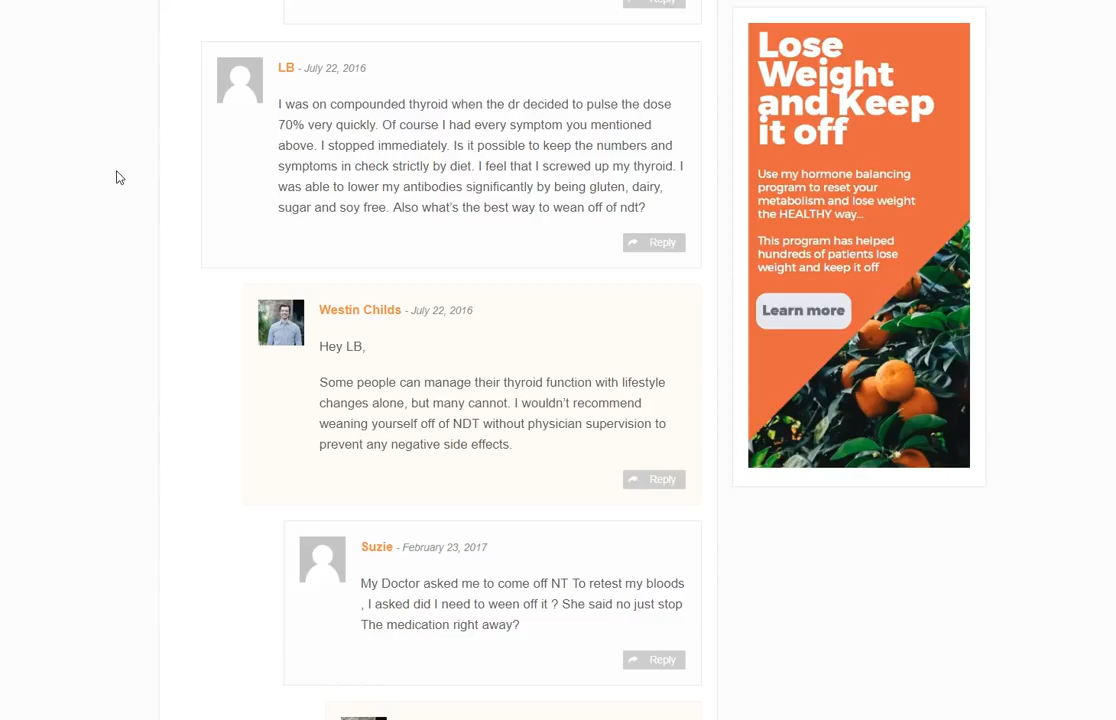 Reply
LB - July 22, 2016
I was on compounded thyroid when the dr decided to pulse the dose
70% very quickly. Of course I had every symptom you mentioned
above. I stopped immediately. Is it possible to keep the numbers and
symptoms in check strictly by diet. I feel that I screwed up my thyroid. I
was able to lower my antibodies significantly by being gluten, dairy,
sugar and soy free. Also what’s the best way to wean off of ndt?
Reply
Westin Childs - July 22, 2016
Hey LB,
Some people can manage their thyroid function with lifestyle
changes alone, but many cannot. I wouldn’t recommend
weaning yourself off of NDT without physician supervision to
prevent any negative side effects.
Reply
Suzie - February 23, 2017
My Doctor asked me to come off NT To retest my bloods
, I asked did I need to ween off it ? She said no just stop
The medication right away?
Reply
Lose
Weight
and Keep
it off
Use my hormone balancing
program to reset your
metabolism and lose weight
the HEALTHY way...
This program has helped
hundreds of patients lose
weight and keep it off
Learn more